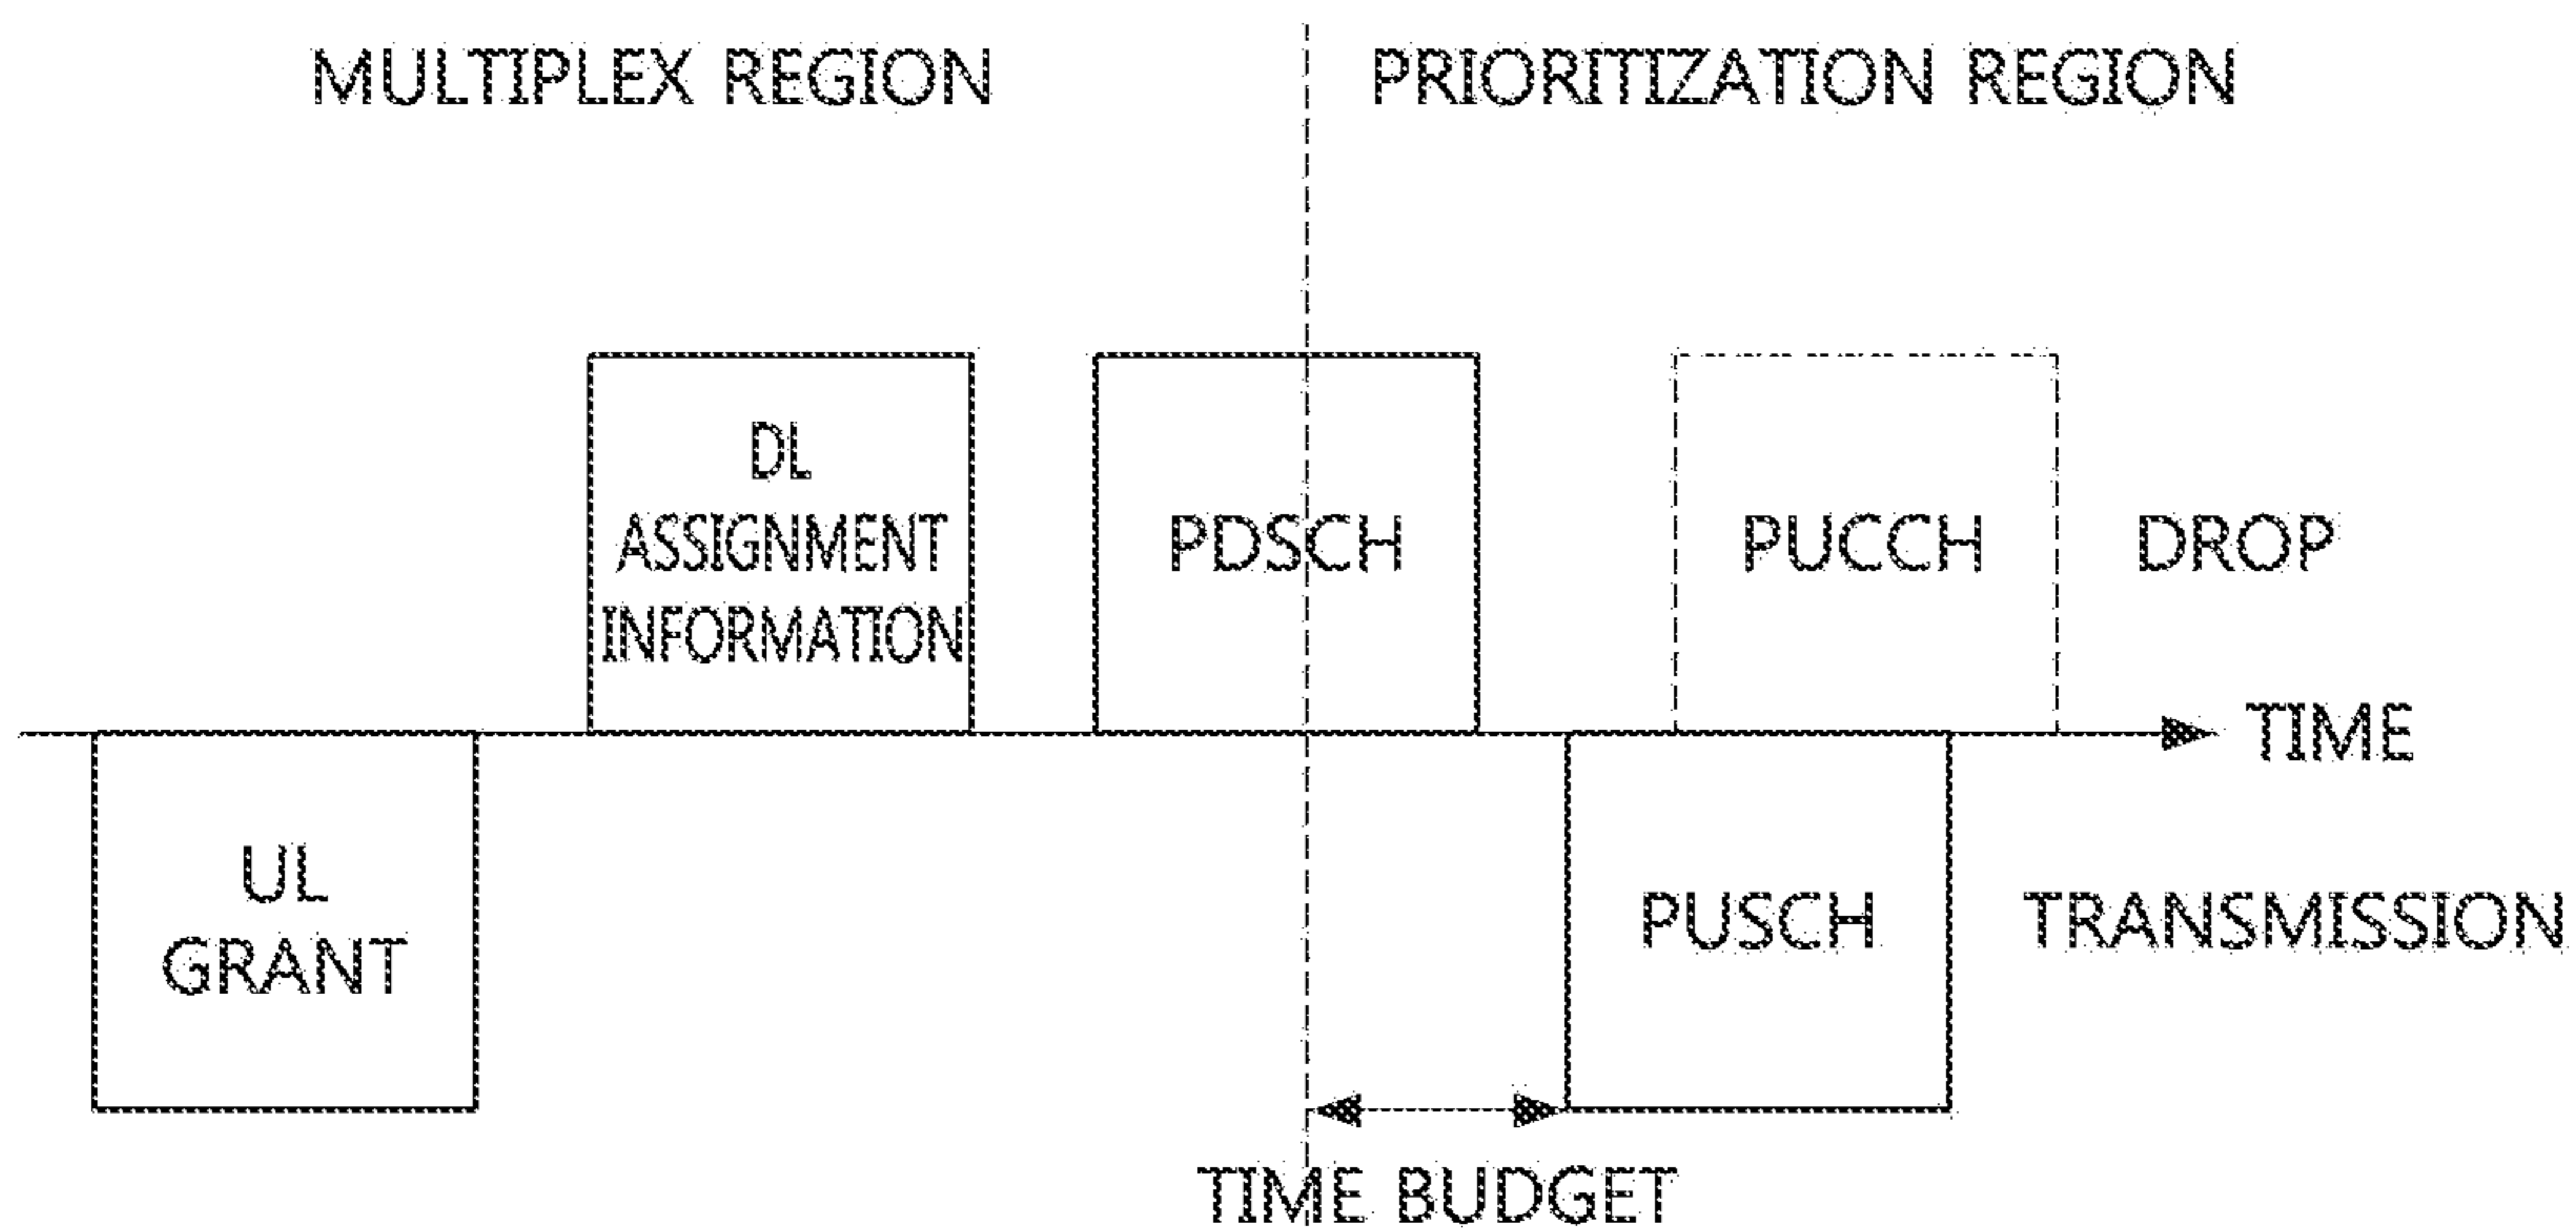 MULTIPLEX REGION
PRIORITIZATION REGION
DL
ASSIGNMENT
INFORMATION
PDSCH
PUCCH
DROP
TIME
UL
GRANT
PUSCH
TRANSMISSION
TIME BUDGET